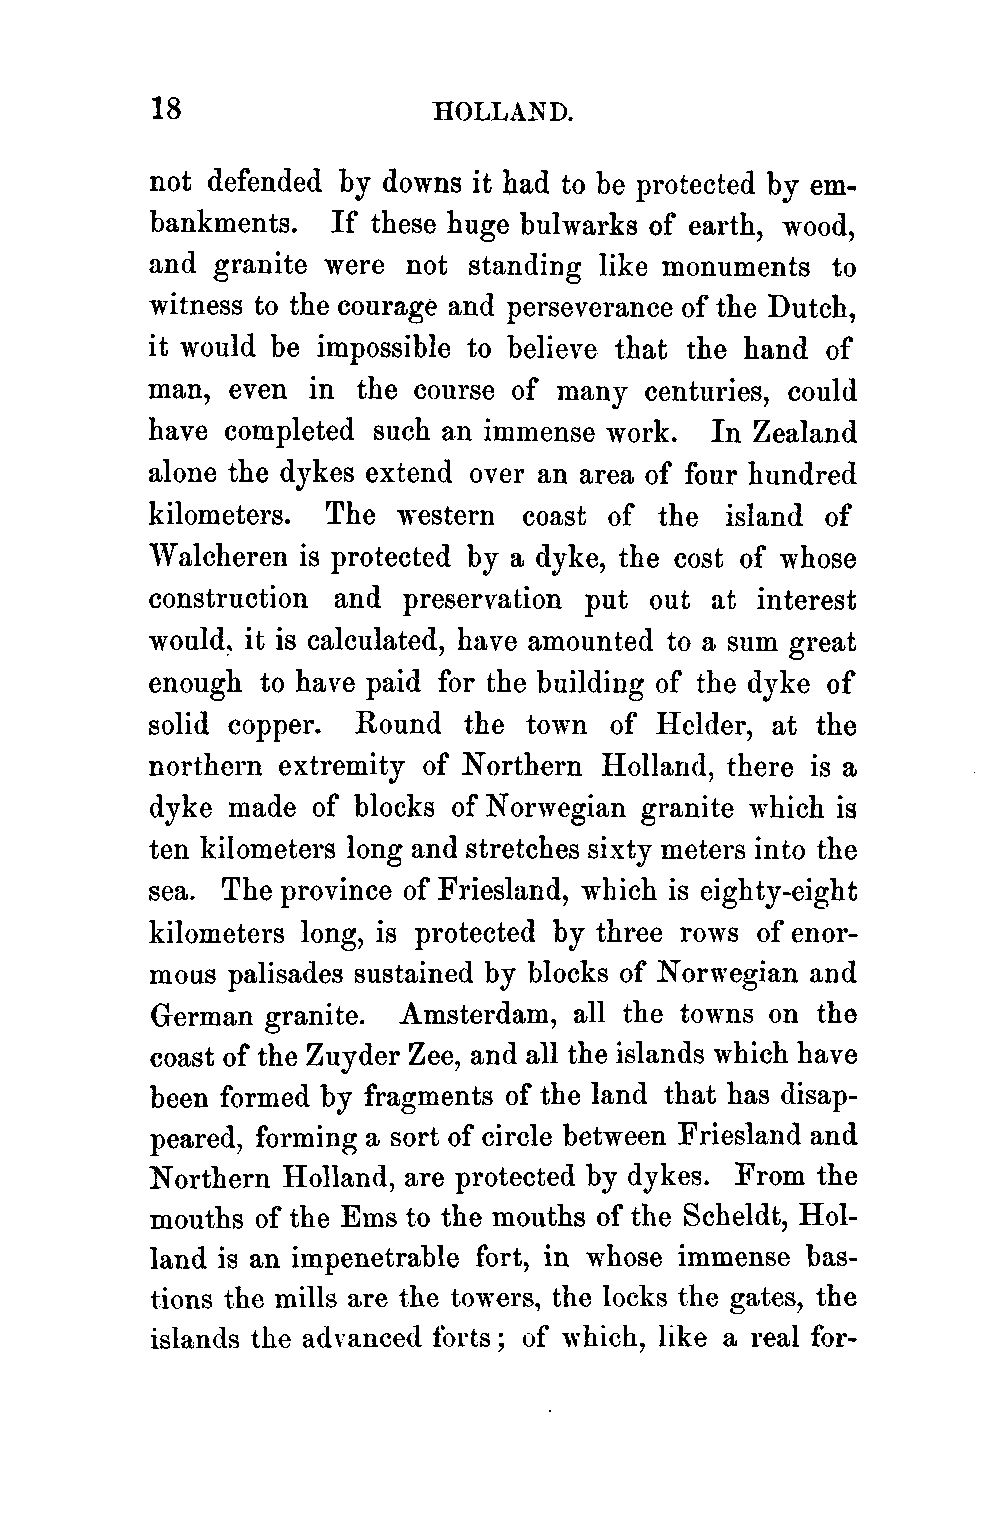 18 HOLLAND.
not defended by downs it had to be protected by em-
bankments. If these huge bulwarks of earth, wood,
and granite were not standing like monuments to
witness to the courage and perseverance of the Dutch,
it would be impossible to believe that the hand of
man, even in the course of many centuries, could
have completed such an immense work. In Zealand
alone the dykes extend over an area of four hundred
kilometers. The western coast of the island of
Walcheren is protected by a dyke, the cost of whose
construction and preservation put out at interest
would, it is calculated, have amounted to a sum great
enough to have paid for the building of the dyke of
solid copper. Round the town of Helder, at the
northern extremity of Northern Holland, there is a
dyke made of blocks of Norwegian granite which is
ten kilometers long and stretches sixty meters into the
sea. The province of Friesland, which is eighty-eight
kilometers long, is protected by three rows of enor-
mous palisades sustained by blocks of Norwegian and
German granite. Amsterdam, all the towns on the
coast of the Zuyder Zee, and all the islands which have
been formed by fragments of the land that has disap-
peared, forming a sort of circle between Friesland and
Northern Holland, are protected by dykes. From the
mouths of the Ems to the mouths of the Scheldt, Hol-
land is an impenetrable fort, in whose immense bas-
tions the mills are the towers, the locks the gates, the
islands the advanced forts; of which, like a real for-